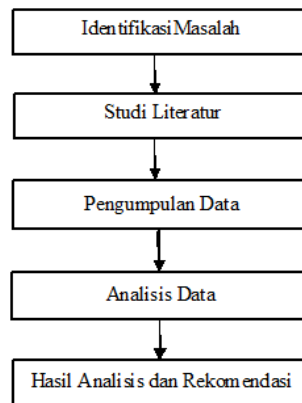 Identifikasi Masalah
Studi Literatur
Pengumpulan Data
Analisis Data
Hasil Analisis dan Rekomendasi